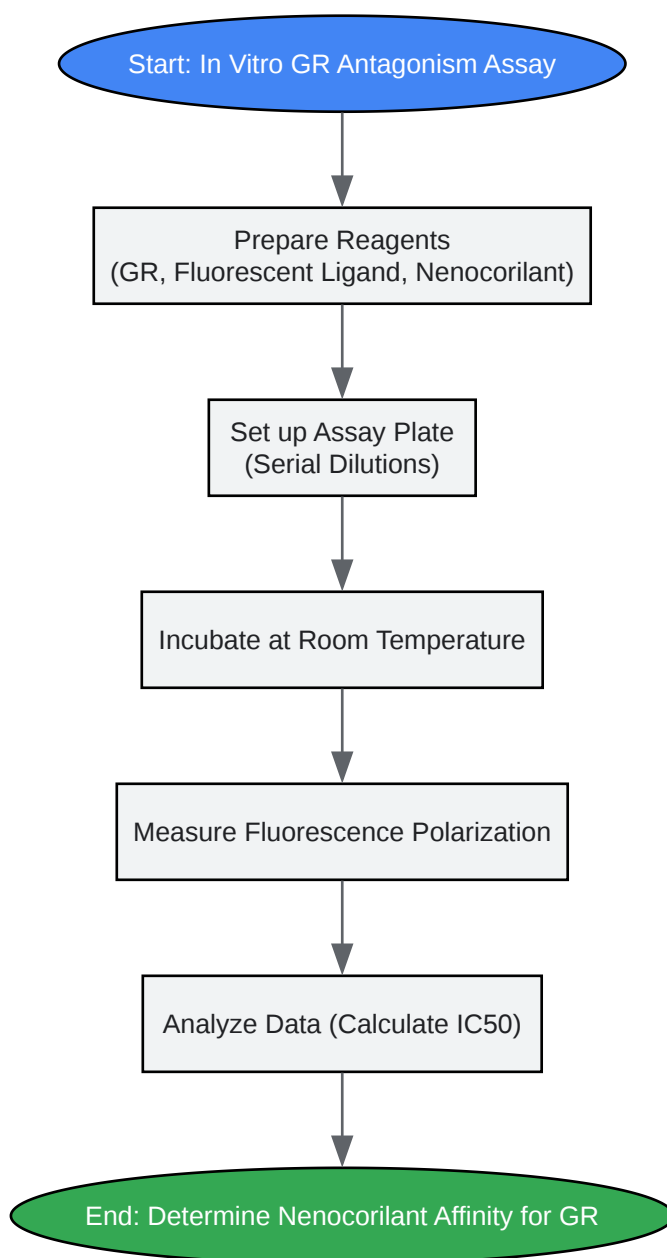 Start: In Vitro GR Antagonism Assay
Prepare Reagents
(GR, Fluorescent Ligand, Nenocorilant)
Set up Assay Plate
(Serial Dilutions)
Incubate at Room Temperature
Measure Fluorescence Polarization
Analyze Data (Calculate IC50)
End: Determine Nenocorilant Affinity for GR